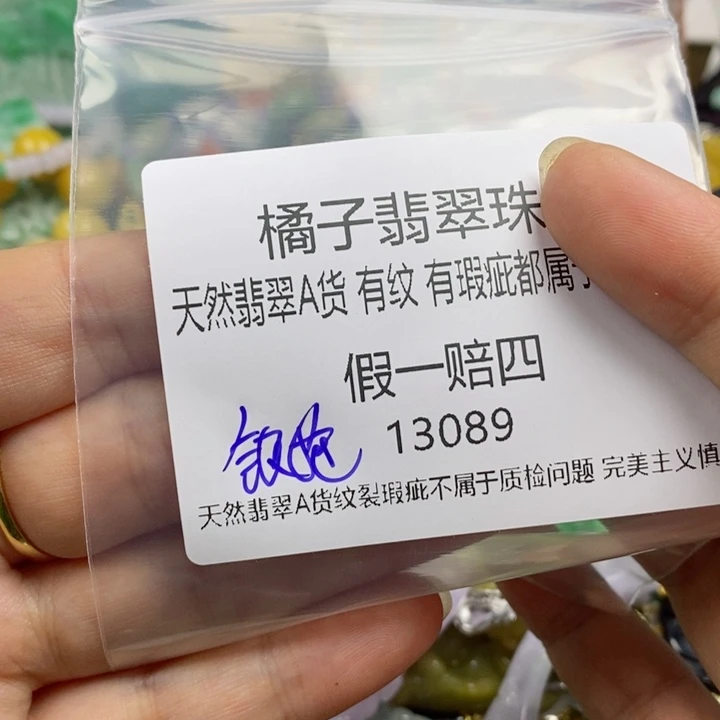 橘子翡翠珠
天然翡翠A货 有纹 有瑕疵都属于
假一赔四
13089
天然翡翠A货纹裂瑕疵不属于质检问题 完美主义慎